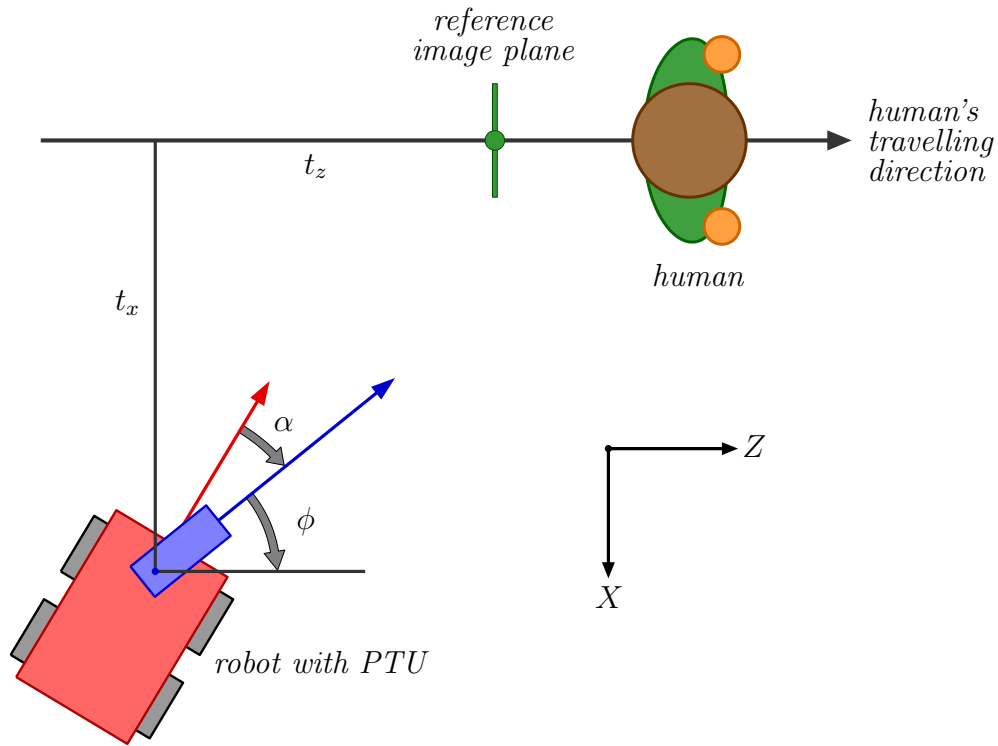 reference
image plane
human's
travelling
direction
t_z
human
t_x
α
Z
ϕ
X
robot with PTU